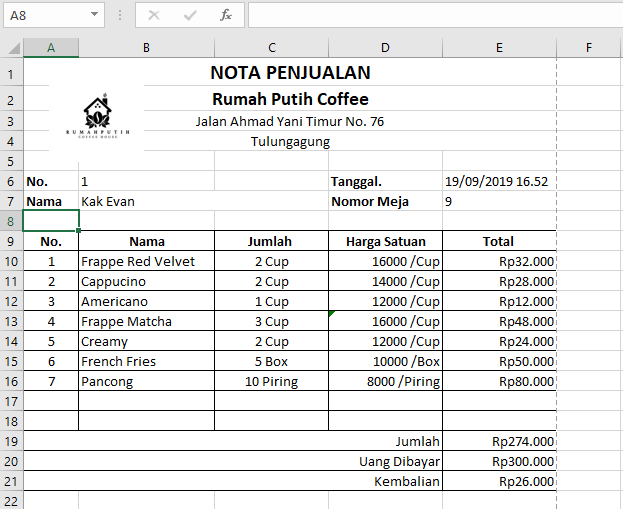 A8 fx
A B C D E F
1 NOTA PENJUALAN
2 Rumah Putih Coffee
RUMAHPUTIH
COFFEE HOUSE
3 Jalan Ahmad Yani Timur No. 76
4 Tulungagung
5
6 No. 1 Tanggal. 19/09/2019 16.52
7 Nama Kak Evan Nomor Meja 9
8
9 No. Nama Jumlah Harga Satuan Total
10 1 Frappe Red Velvet 2 Cup 16000 /Cup Rp32.000
11 2 Cappucino 2 Cup 14000 /Cup Rp28.000
12 3 Americano 1 Cup 12000 /Cup Rp12.000
13 4 Frappe Matcha 3 Cup 16000 /Cup Rp48.000
14 5 Creamy 2 Cup 12000 /Cup Rp24.000
15 6 French Fries 5 Box 10000 /Box Rp50.000
16 7 Pancong 10 Piring 8000 /Piring Rp80.000
17
18
19 Jumlah Rp274.000
20 Uang Dibayar Rp300.000
21 Kembalian Rp26.000
22